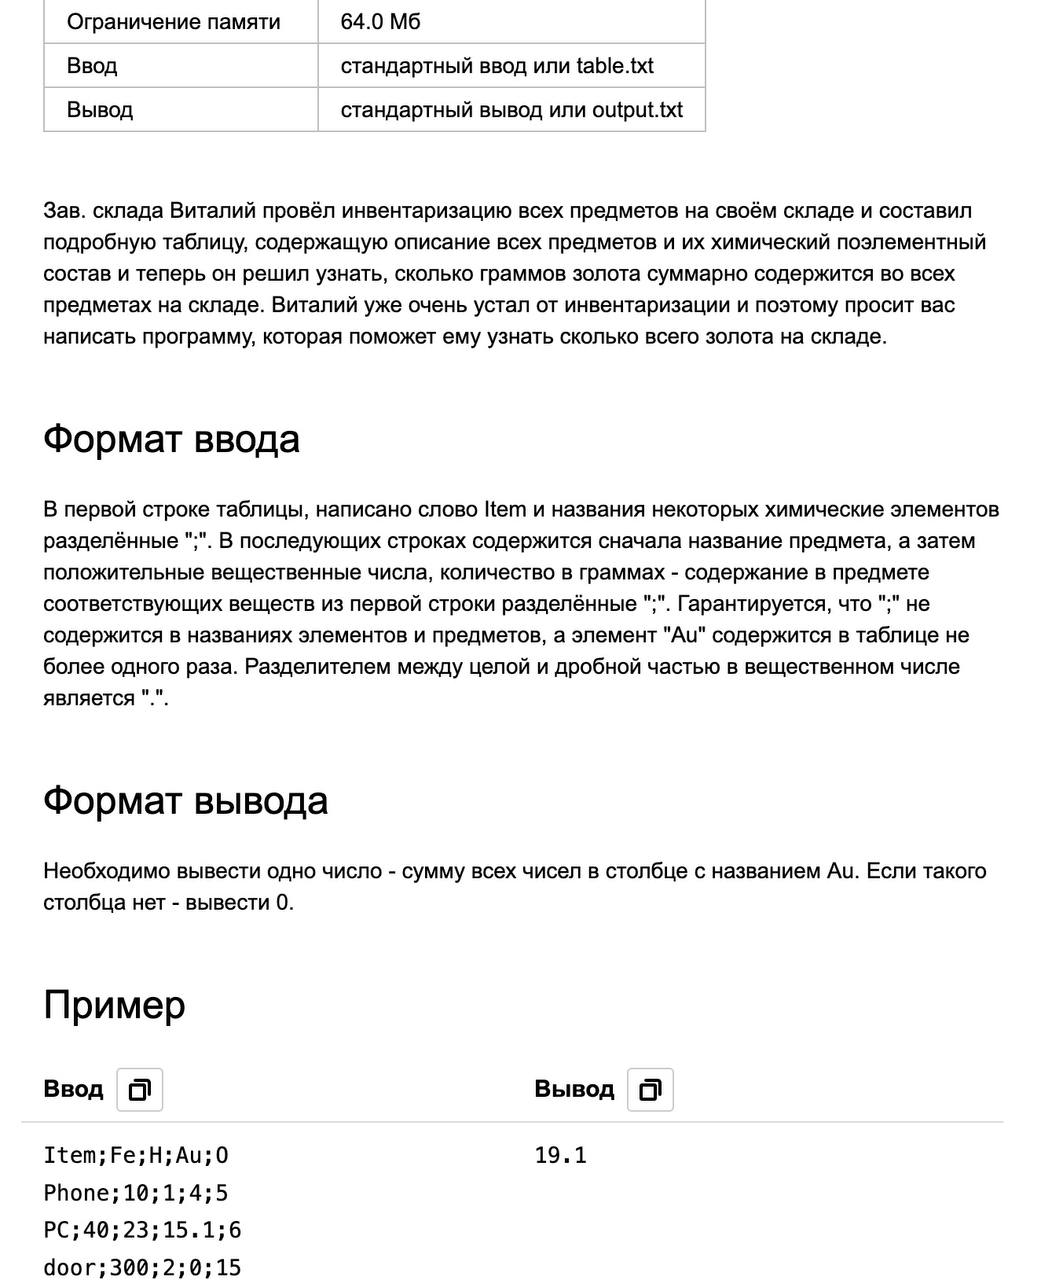 Ограничение памяти 64.0 Мб
Ввод стандартный ввод или table.txt
Вывод стандартный вывод или output.txt
Зав. склада Виталий провёл инвентаризацию всех предметов на своём складе и составил
подробную таблицу, содержащую описание всех предметов и их химический поэлементный
состав и теперь он решил узнать, сколько граммов золота суммарно содержится во всех
предметах на складе. Виталий уже очень устал от инвентаризации и поэтому просит вас
написать программу, которая поможет ему узнать сколько всего золота на складе.
Формат ввода
В первой строке таблицы, написано слово Item и названия некоторых химические элементов
разделённые ";". В последующих строках содержится сначала название предмета, а затем
положительные вещественные числа, количество в граммах - содержание в предмете
соответствующих веществ из первой строки разделённые ";". Гарантируется, что ";" не
содержится в названиях элементов и предметов, а элемент "Au" содержится в таблице не
более одного раза. Разделителем между целой и дробной частью в вещественном числе
является ".".
Формат вывода
Необходимо вывести одно число - сумму всех чисел в столбце с названием Au. Если такого
столбца нет - вывести 0.
Пример
Ввод Вывод
Item;Fe;H;Au;O 19.1
Phone;10;1;4;5
PC;40;23;15.1;6
door;300;2;0;15